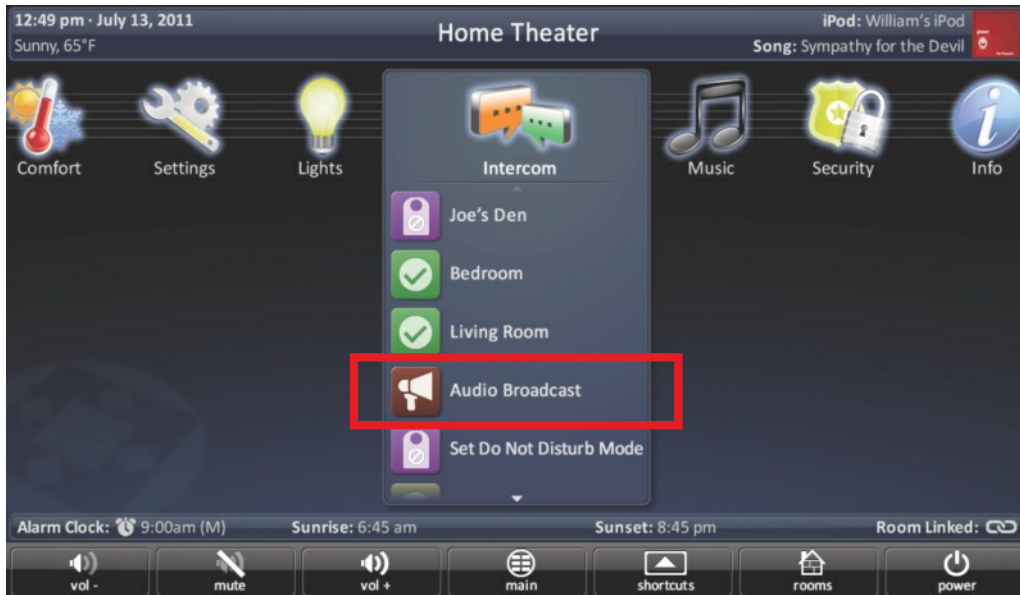 12:49 pm · July 13, 2011
Sunny, 65°F
Home Theater
iPod: William's iPod
Song: Sympathy for the Devil
Comfort
Settings
Lights
Intercom
Music
Security
Info
Joe's Den
Bedroom
Living Room
Audio Broadcast
Set Do Not Disturb Mode
Alarm Clock: 9:00am (M)
Sunrise: 6:45 am
Sunset: 8:45 pm
Room Linked:
vol -
mute
vol +
main
shortcuts
rooms
power